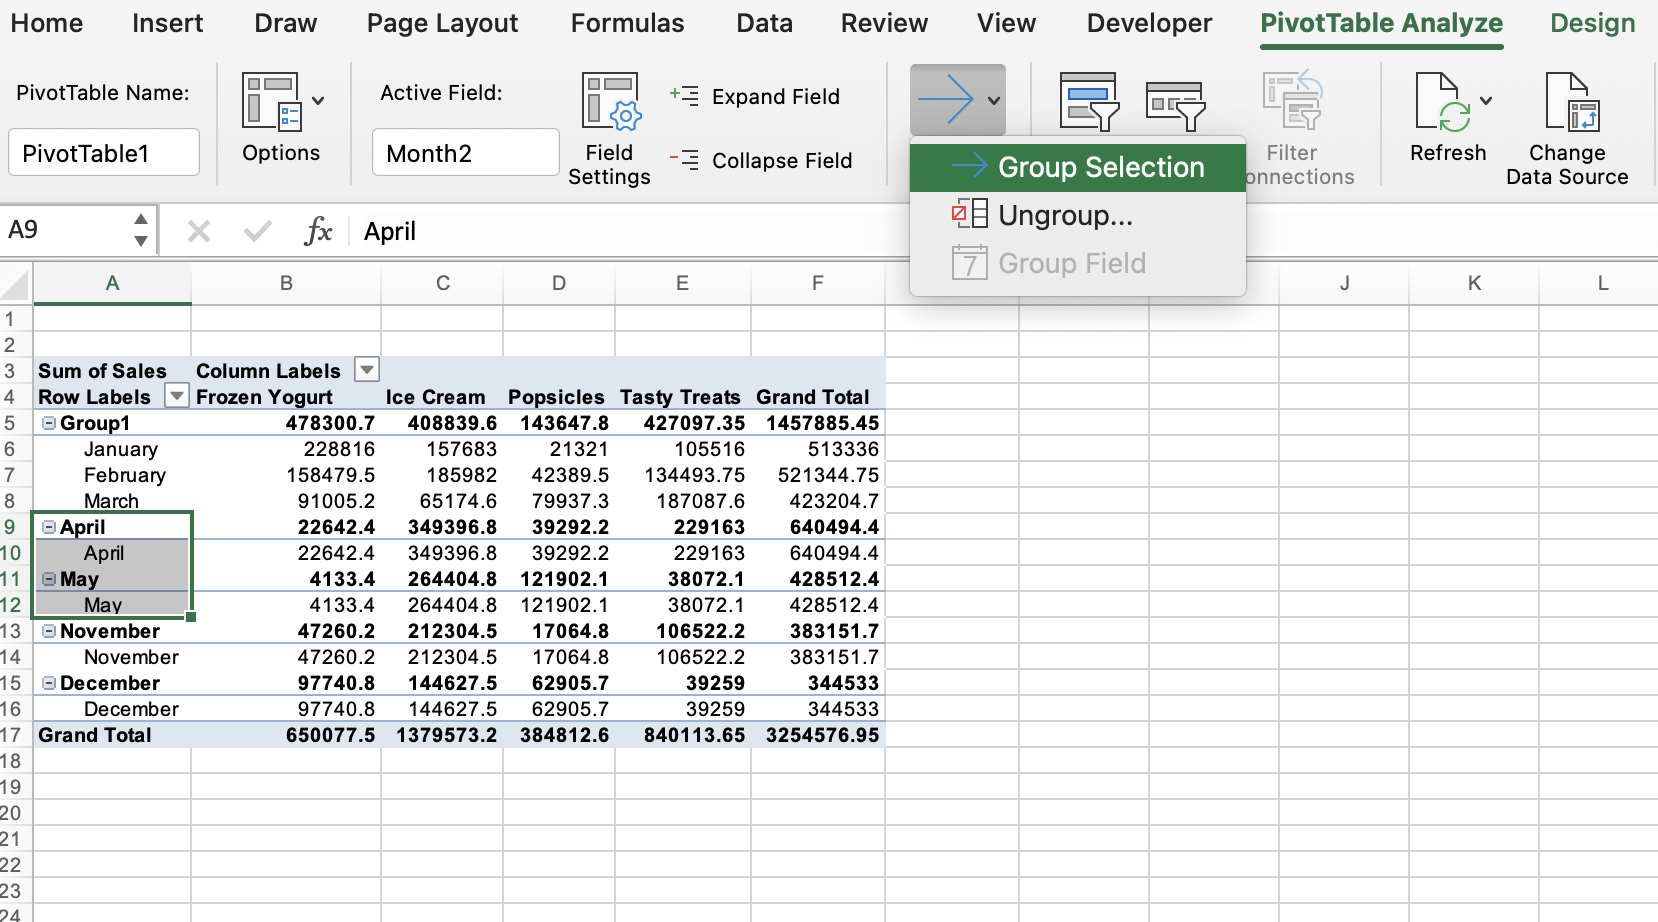 Home Insert Draw Page Layout Formulas Data Review View Developer PivotTable Analyze Design
PivotTable Name:
PivotTable1
Options
Active Field:
Month2
Field
Settings
Expand Field
Collapse Field
Group Selection
Ungroup...
7 Group Field
Filter
onnections
Refresh
Change
Data Source
A9 fx April
A B C D E F J K L
1
2
3 Sum of Sales Column Labels
4 Row Labels Frozen Yogurt Ice Cream Popsicles Tasty Treats Grand Total
5 Group1 478300.7 408839.6 143647.8 427097.35 1457885.45
6 January 228816 157683 21321 105516 513336
7 February 158479.5 185982 42389.5 134493.75 521344.75
8 March 91005.2 65174.6 79937.3 187087.6 423204.7
9 April 22642.4 349396.8 39292.2 229163 640494.4
10 April 22642.4 349396.8 39292.2 229163 640494.4
11 May 4133.4 264404.8 121902.1 38072.1 428512.4
12 May 4133.4 264404.8 121902.1 38072.1 428512.4
13 November 47260.2 212304.5 17064.8 106522.2 383151.7
14 November 47260.2 212304.5 17064.8 106522.2 383151.7
15 December 97740.8 144627.5 62905.7 39259 344533
16 December 97740.8 144627.5 62905.7 39259 344533
17 Grand Total 650077.5 1379573.2 384812.6 840113.65 3254576.95
18
19
20
21
22
23
24